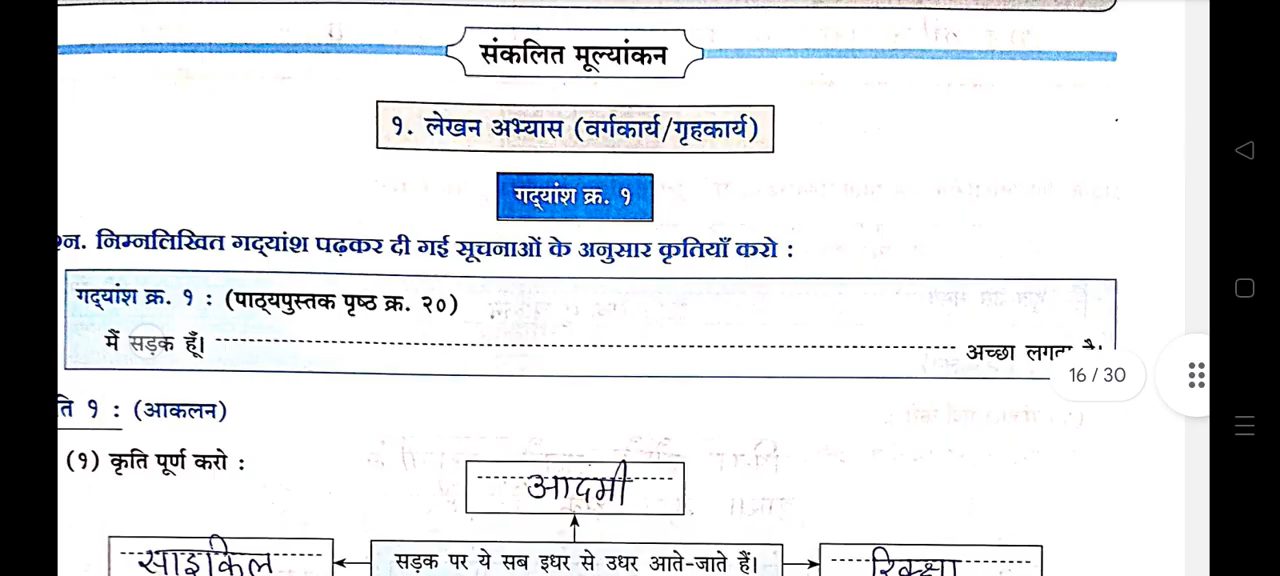 संकलित मूल्यांकन
१. लेखन अभ्यास (वर्गकार्य/गृहकार्य)
गद्यांश क्र. १
निम्नलिखित गद्यांश पढ़कर दी गई सूचनाओं के अनुसार कृतियाँ करो :
गद्यांश क्र. १ : (पाठ्यपुस्तक पृष्ठ क्र. २०)
मैं सड़क हूँ। ---------- अच्छा
16 / 30
१ : (आकलन)
(१) कृति पूर्ण करो :
आदमी
साइकिल
सड़क पर ये सब इधर से उधर आते-जाते हैं।
रिक्शा